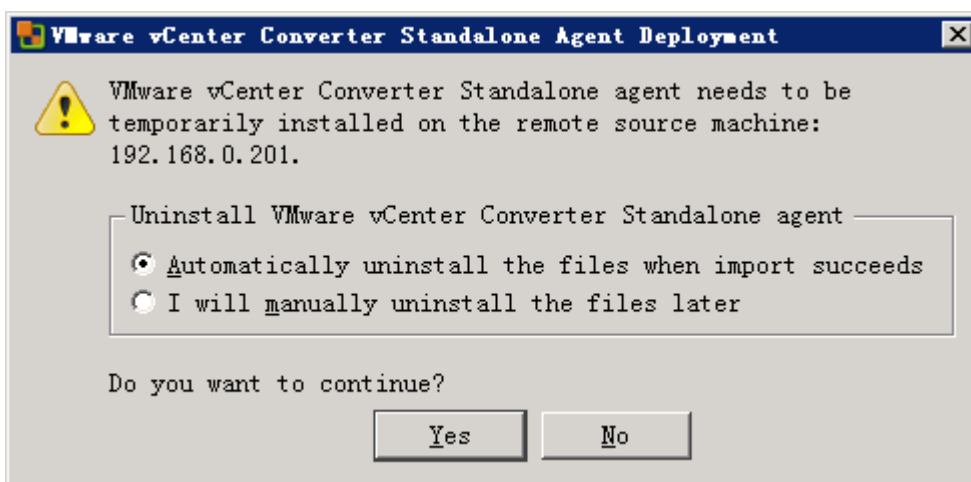 VMware vCenter Converter Standalone Agent Deployment
VMware vCenter Converter Standalone agent needs to be
temporarily installed on the remote source machine:
192.168.0.201.
Uninstall VMware vCenter Converter Standalone agent
Automatically uninstall the files when import succeeds
I will manually uninstall the files later
Do you want to continue?
Yes No